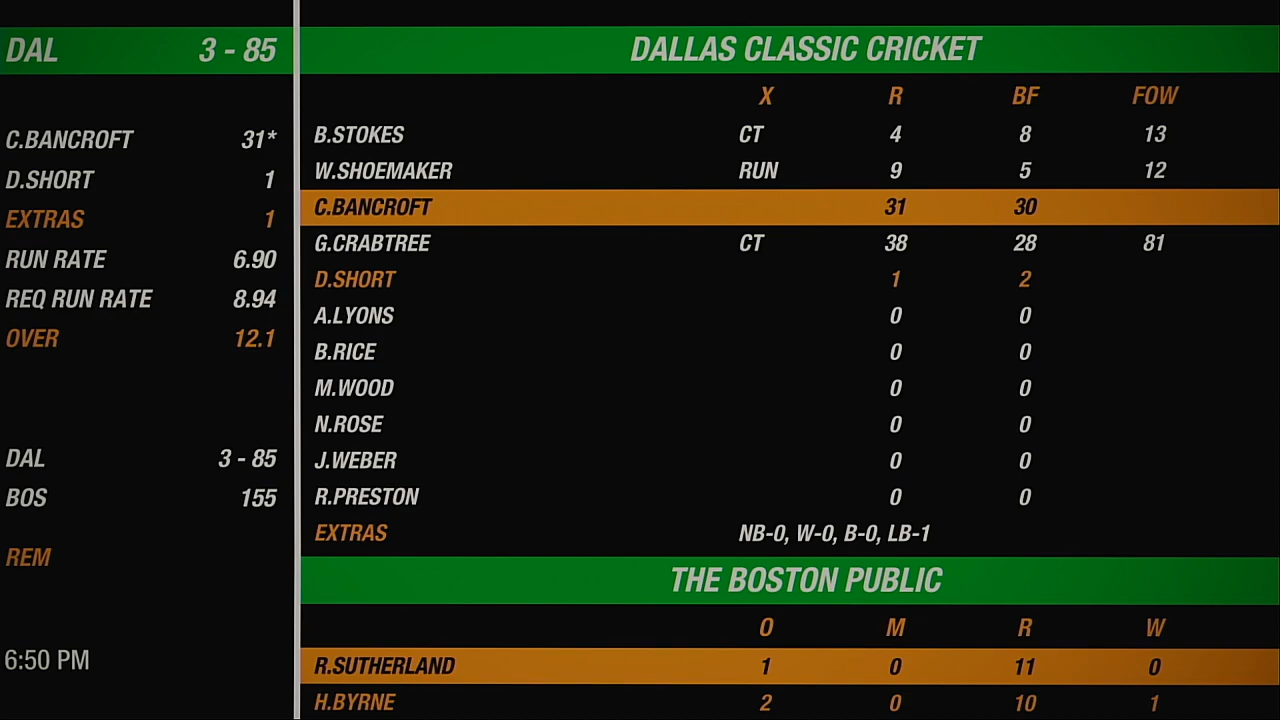 DAL 3 - 85
C.BANCROFT 31*
D.SHORT 1
EXTRAS 1
RUN RATE 6.90
REQ RUN RATE 8.94
OVER 12.1
DAL 3 - 85
BOS 155
REM
6:50 PM
DALLAS CLASSIC CRICKET
X R BF FOW
B.STOKES CT 4 8 13
W.SHOEMAKER RUN 9 5 12
C.BANCROFT 31 30
G.CRABTREE CT 38 28 81
D.SHORT 1 2
A.LYONS 0 0
B.RICE 0 0
M.WOOD 0 0
N.ROSE 0 0
J.WEBER 0 0
R.PRESTON 0 0
EXTRAS NB-0, W-0, B-0, LB-1
THE BOSTON PUBLIC
O M R W
R.SUTHERLAND 1 0 11 0
H.BYRNE 2 0 10 1